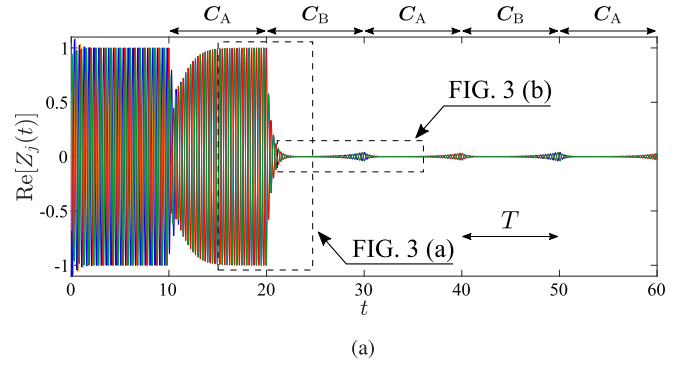 C_A C_B C_A C_B C_A
1
0.5
0
-0.5
-1
Re[Z_j(t)]
FIG. 3 (b)
T
FIG. 3 (a)
0 10 20 30 40 50 60
t
(a)